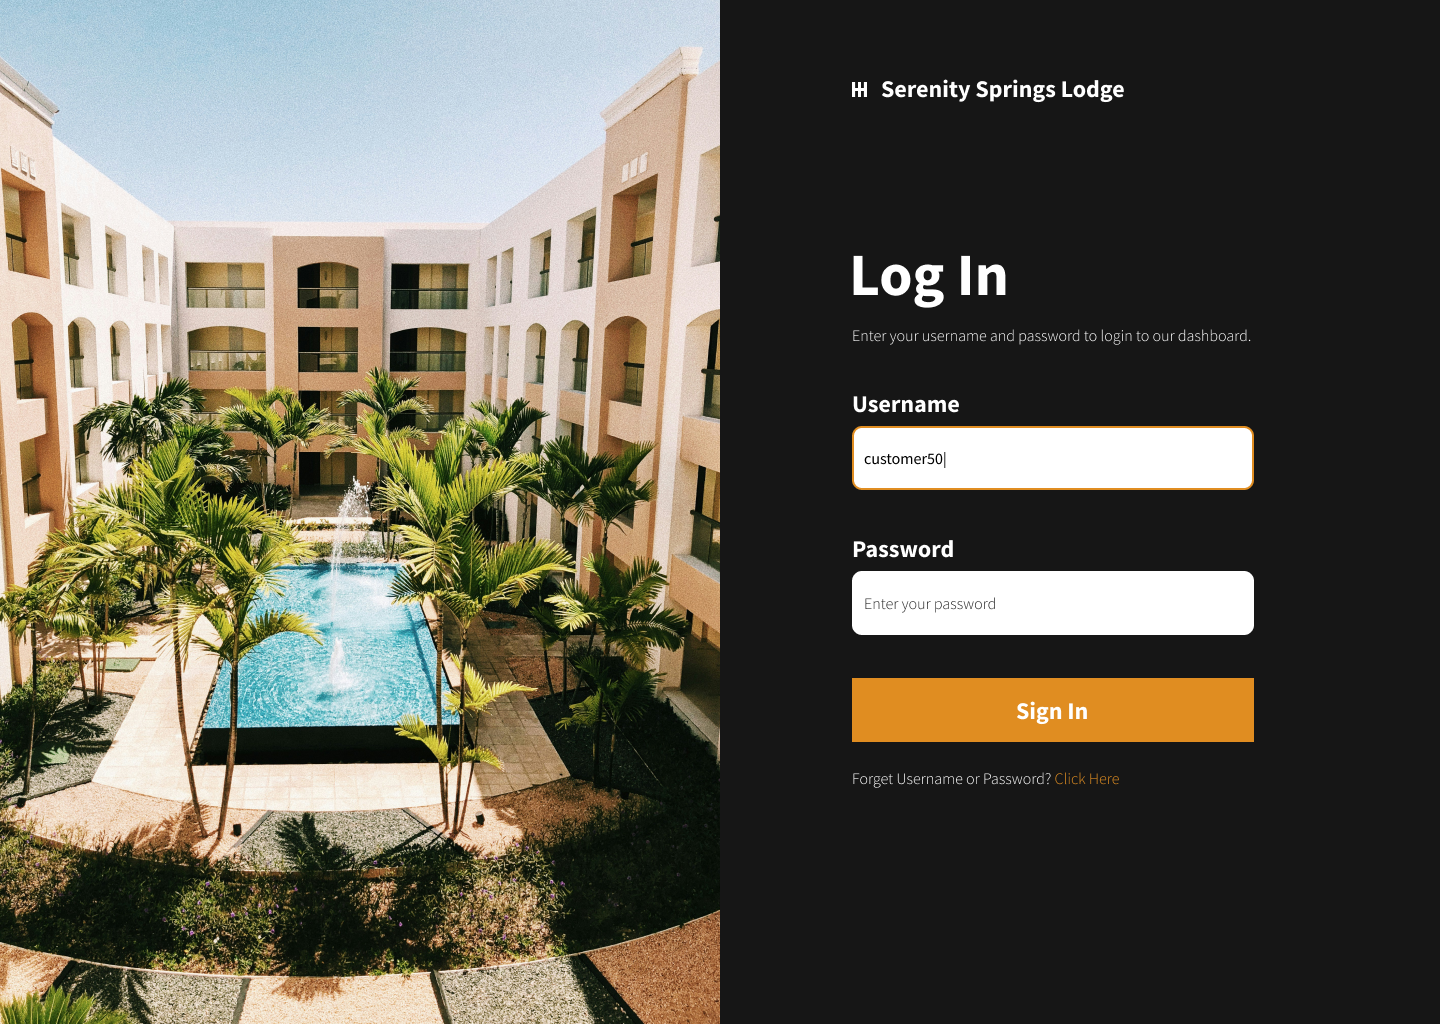 Serenity Springs Lodge
Log In
Enter your username and password to login to our dashboard.
Username
customer50
Password
Enter your password
Sign In
Forget Username or Password? Click Here